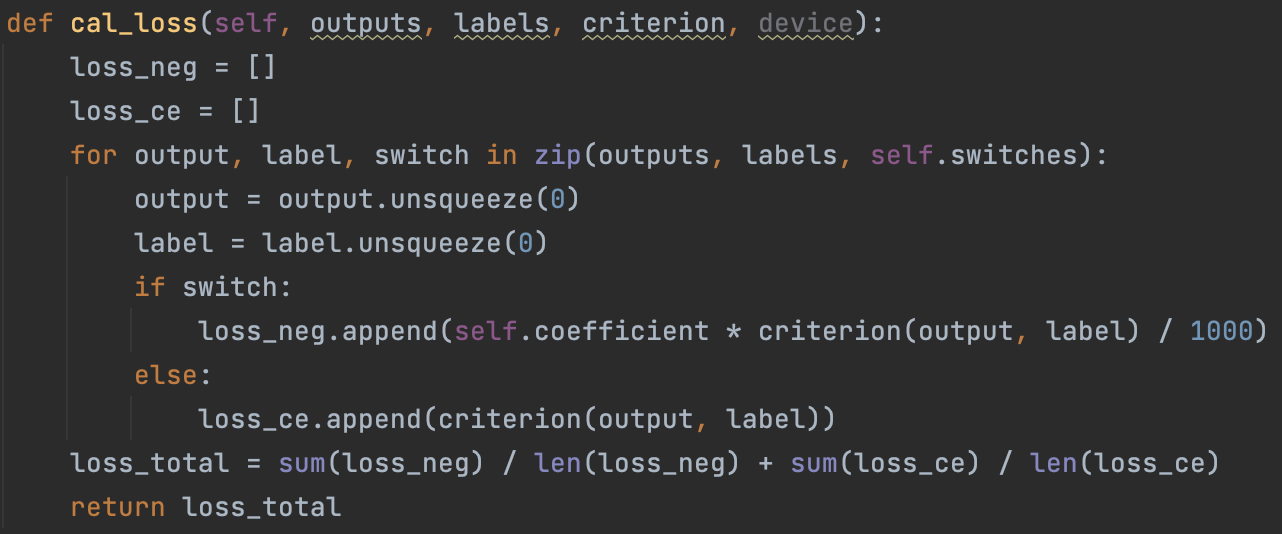 def cal_loss(self, outputs, labels, criterion, device):
    loss_neg = []
    loss_ce = []
    for output, label, switch in zip(outputs, labels, self.switches):
        output = output.unsqueeze(0)
        label = label.unsqueeze(0)
        if switch:
            loss_neg.append(self.coefficient * criterion(output, label) / 1000)
        else:
            loss_ce.append(criterion(output, label))
    loss_total = sum(loss_neg) / len(loss_neg) + sum(loss_ce) / len(loss_ce)
    return loss_total